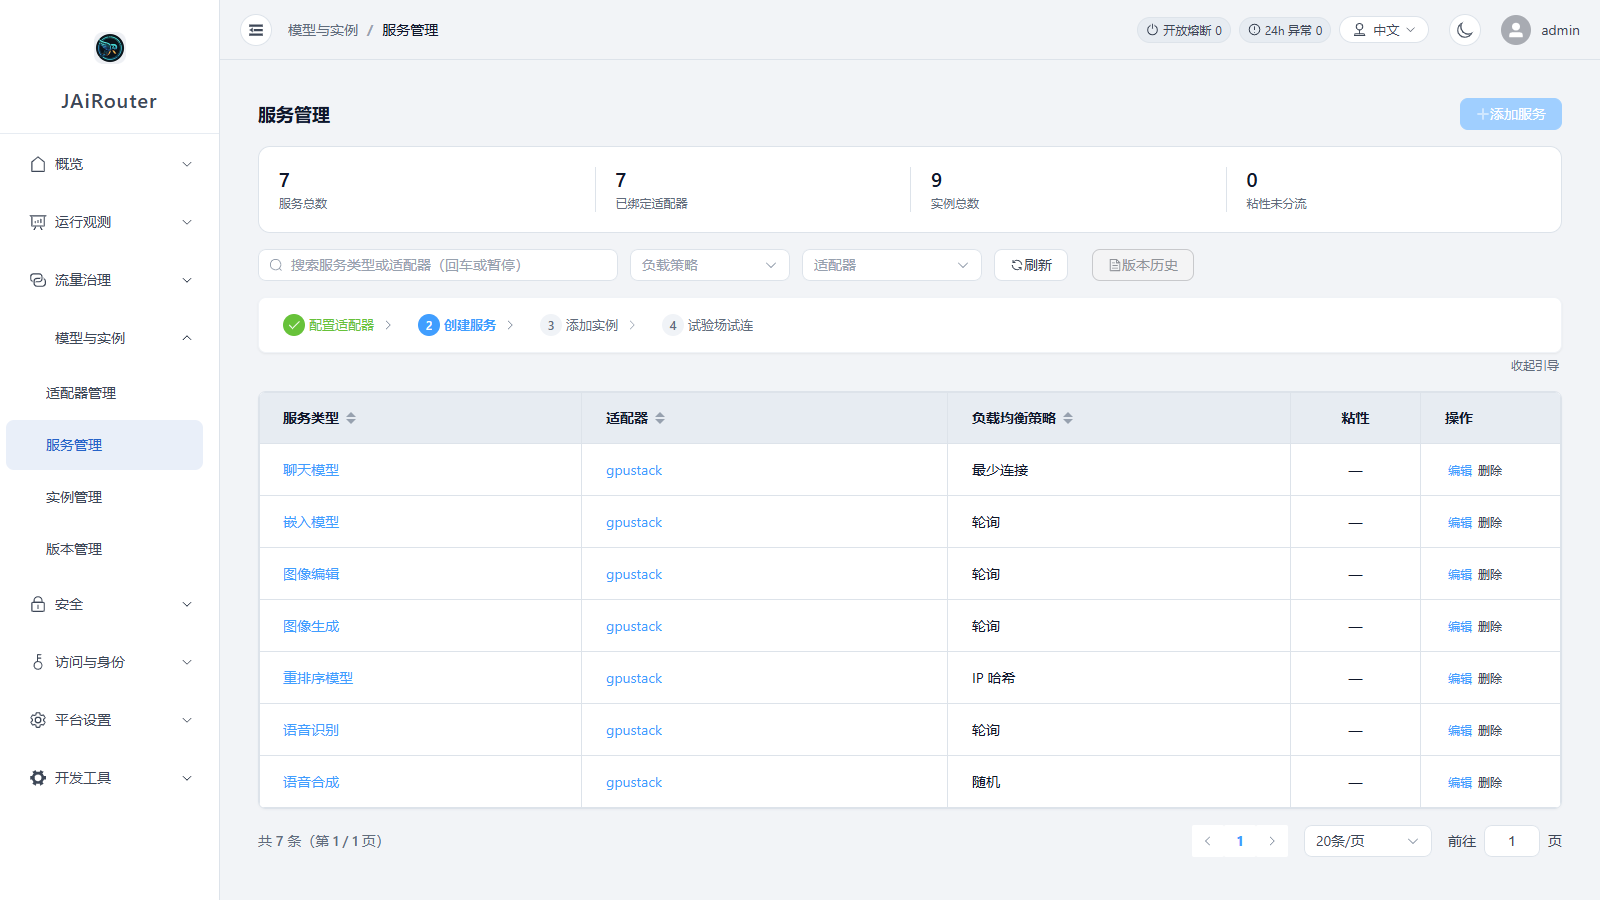 JAiRouter
概览
运行观测
流量治理
模型与实例
适配器管理
服务管理
实例管理
版本管理
安全
访问与身份
平台设置
开发工具
模型与实例 / 服务管理
开放熔断 0
24h 异常 0
中文
admin
服务管理
添加服务
7
服务总数
7
已绑定适配器
9
实例总数
0
粘性未分流
搜索服务类型或适配器（回车或暂停）
负载策略
适配器
刷新
版本历史
配置适配器
2 创建服务
3 添加实例
4 试验场试连
收起引导
服务类型 适配器 负载均衡策略 粘性 操作
聊天模型 gpustack 最少连接 — 编辑 删除
嵌入模型 gpustack 轮询 — 编辑 删除
图像编辑 gpustack 轮询 — 编辑 删除
图像生成 gpustack 轮询 — 编辑 删除
重排序模型 gpustack IP 哈希 — 编辑 删除
语音识别 gpustack 轮询 — 编辑 删除
语音合成 gpustack 随机 — 编辑 删除
共 7 条（第 1 / 1 页）
1
20条/页
前往 1 页